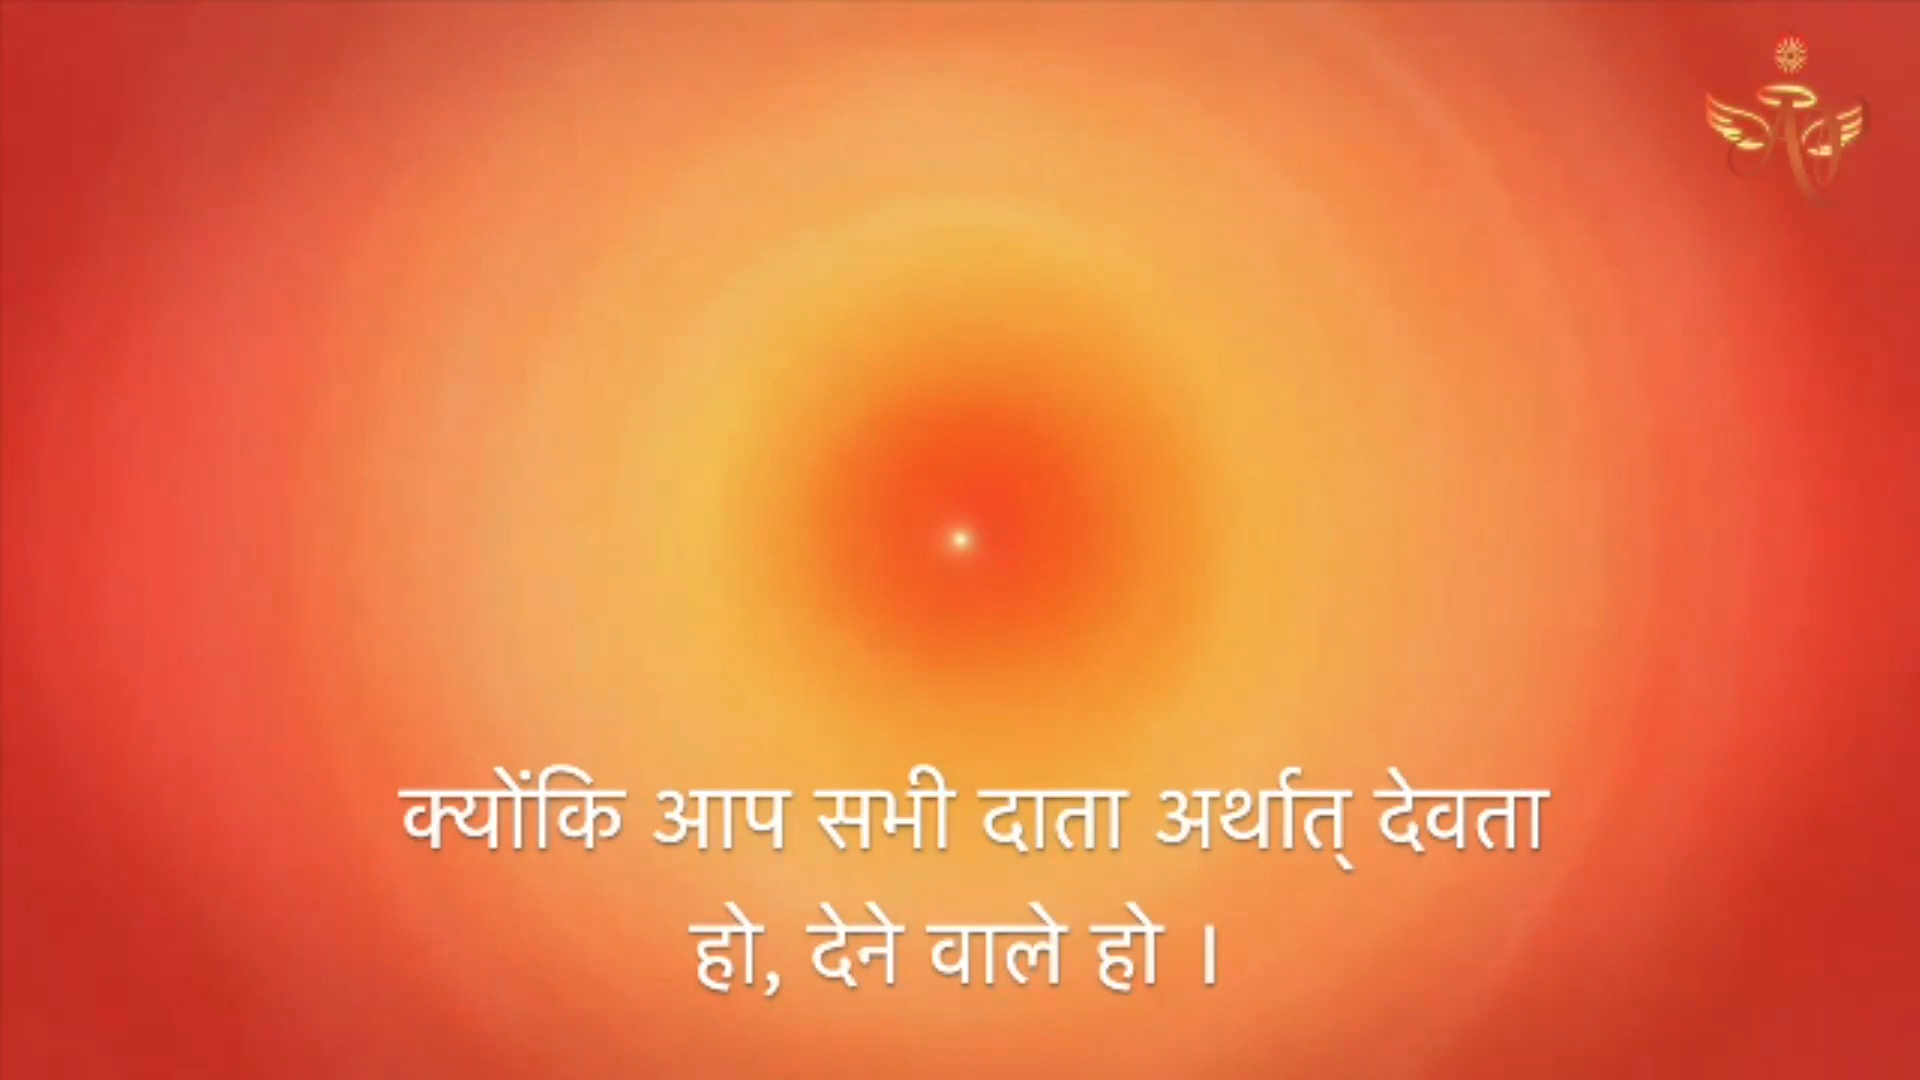 क्योंकि आप सभी दाता अर्थात् देवता
हो, देने वाले हो ।